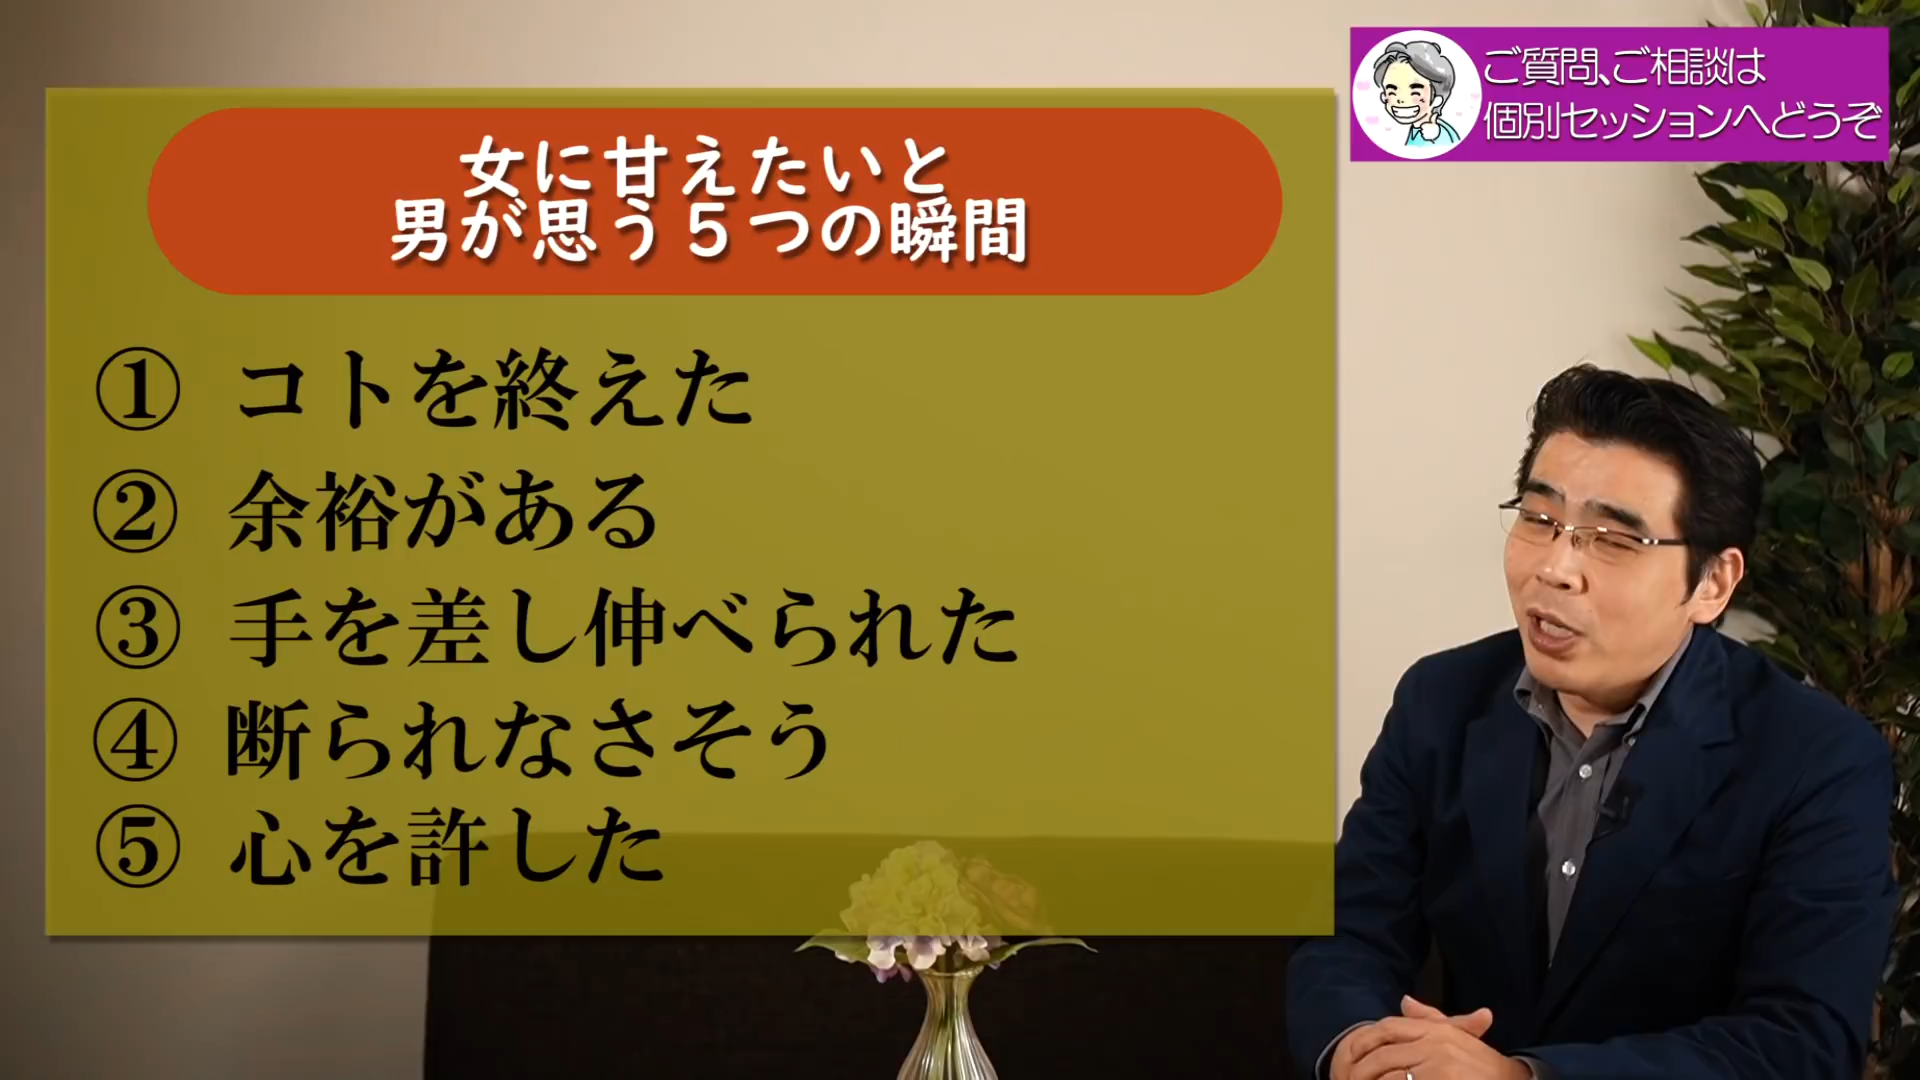 ご質問、ご相談は
個別セッションへどうぞ
女に甘えたいと
男が思う5つの瞬間
① コトを終えた
② 余裕がある
③ 手を差し伸べられた
④ 断られなさそう
⑤ 心を許した